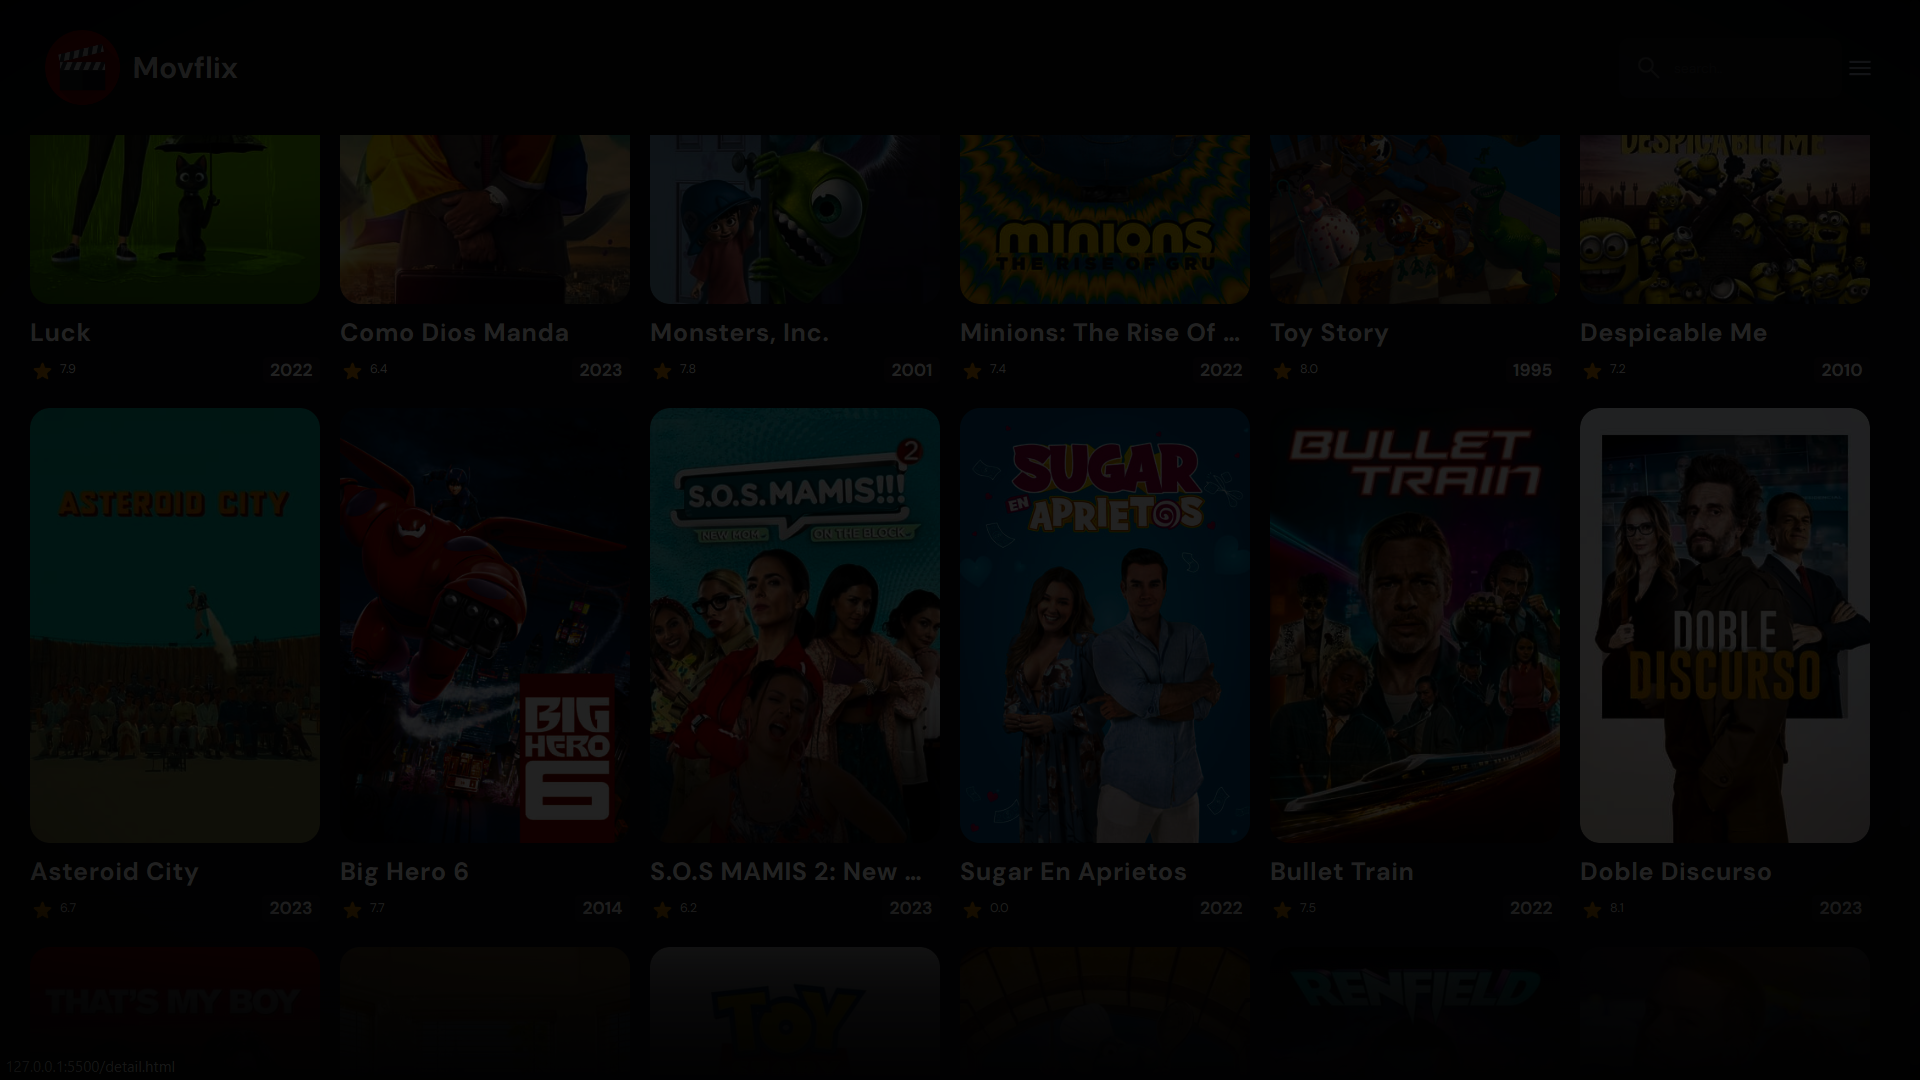 Movflix
DESPICABLE ME
MINIONS
THE RISE OF GRU
Luck
7.9
2022
Como Dios Manda
6.4
2023
Monsters, Inc.
7.8
2001
Minions: The Rise Of ...
7.4
2022
Toy Story
8.0
1995
Despicable Me
7.2
2010
ASTEROID CITY
BIG
HERO
6
2
S.O.S. MAMIS!!!
NEW MOM ON THE BLOCK
SUGAR
EN APRIETOS
BULLET
TRAIN
DOBLE
DISCURSO
Asteroid City
6.7
2023
Big Hero 6
7.7
2014
S.O.S MAMIS 2: New ...
6.2
2023
Sugar En Aprietos
0.0
2022
Bullet Train
7.5
2022
Doble Discurso
8.1
2023
THAT'S MY BOY
TOY
RENFIELD
127.0.0.1:5500/detail.html